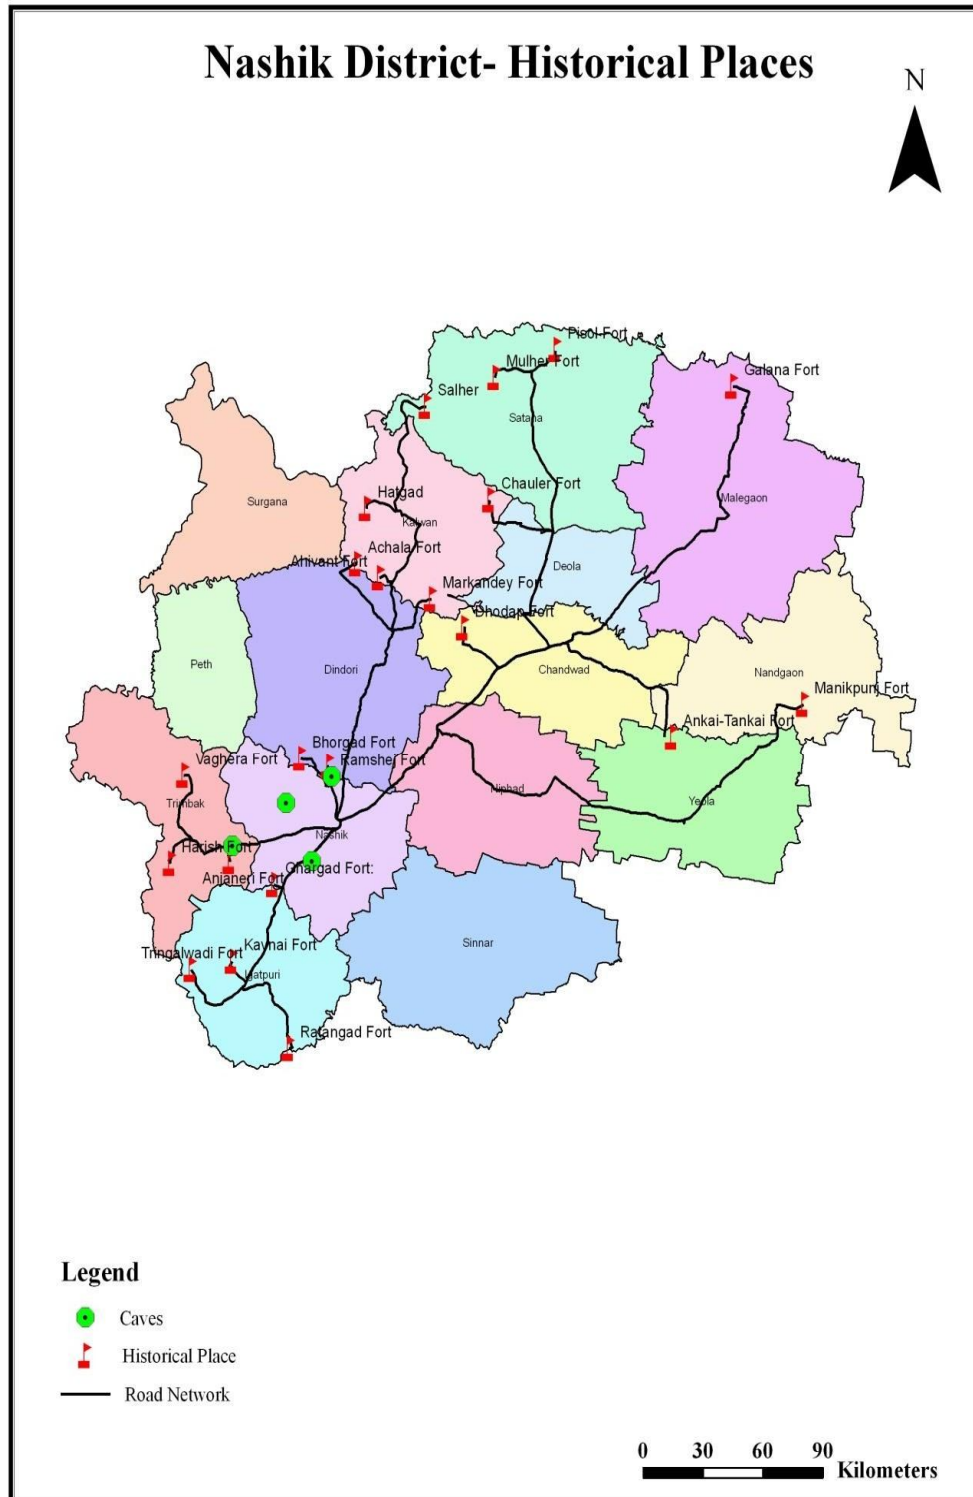 Nashik District- Historical Places
N
Pisol Fort
Mulher Fort
Galana Fort
Salher
Satana
Chauler Fort
Hatgad
Surgana
Malegaon
Kalwan
Achala Fort
Ahivant Fort
Deola
Markandey Fort
Dhodap Fort
Peth
Dindori
Chandwad
Nandgaon
Manikpunj Fort
Ankai-Tankai Fort
Bhorgad Fort
Vaghera Fort
Ramshej Fort
Niphad
Trimbak
Yeola
Nashik
Harish Fort
Anjaneri Fort
Ghargad Fort:
Sinnar
Kavnai Fort
Tringalwadi Fort
Igatpuri
Ratangad Fort
Legend
Caves
Historical Place
Road Network
0 30 60 90
Kilometers